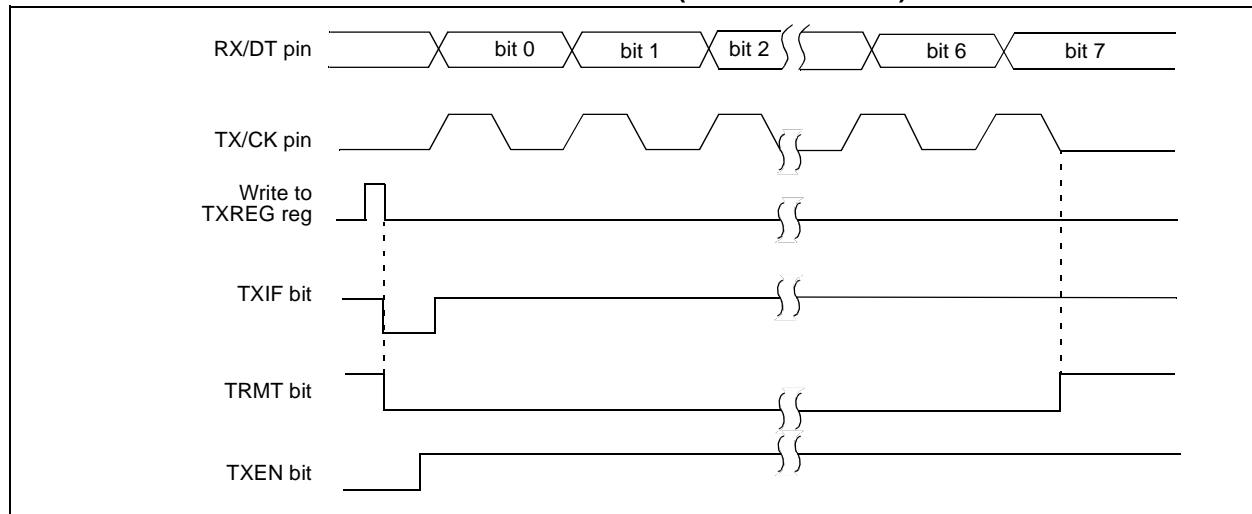 RX/DT pin
bit 0 bit 1 bit 2 bit 6 bit 7
TX/CK pin
Write to
TXREG reg
TXIF bit
TRMT bit
TXEN bit